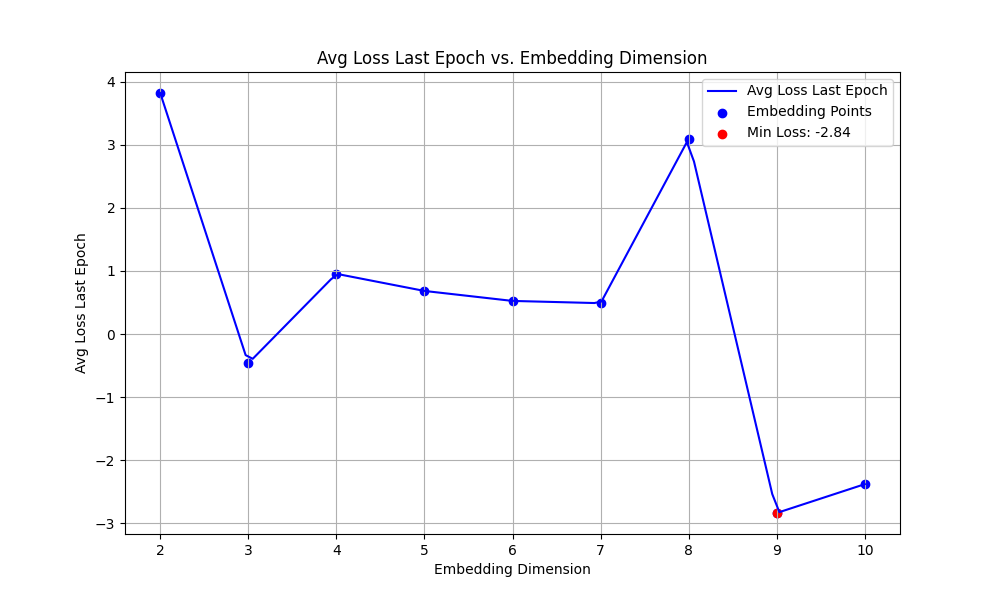 Avg Loss Last Epoch vs. Embedding Dimension
Avg Loss Last Epoch
Embedding Points
Min Loss: -2.84
Avg Loss Last Epoch
4
3
2
1
0
−1
−2
−3
2 3 4 5 6 7 8 9 10
Embedding Dimension